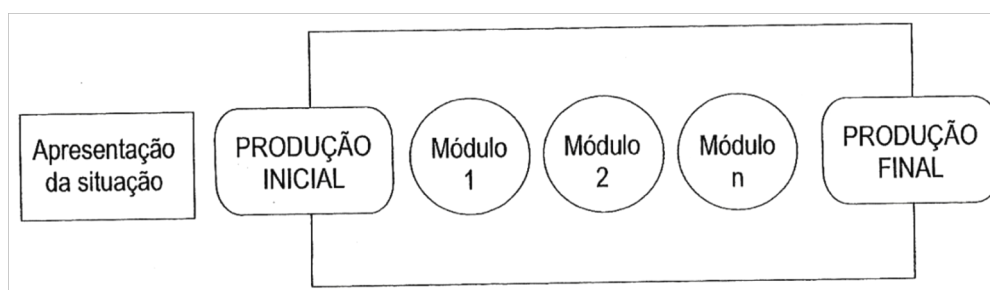 Apresentação
da situação
PRODUÇÃO
INICIAL
Módulo
1
Módulo
2
Módulo
n
PRODUÇÃO
FINAL